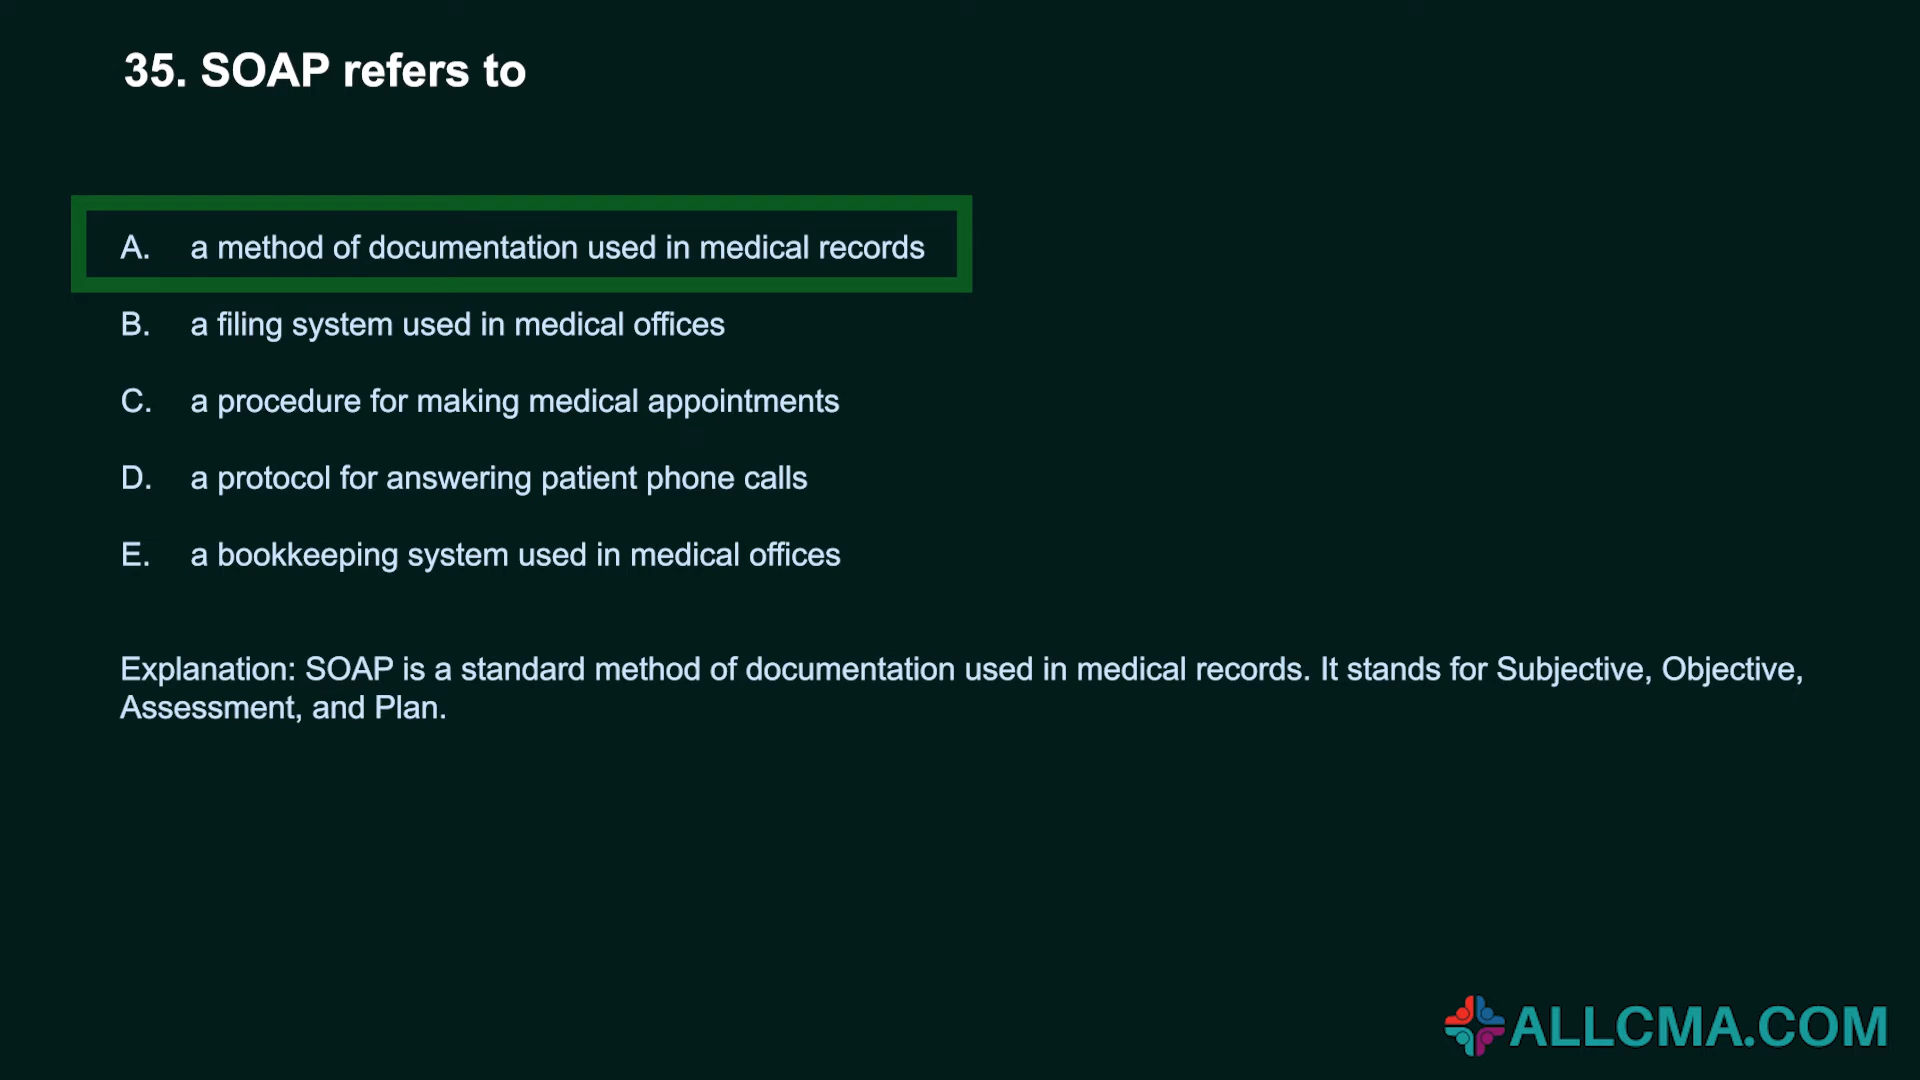 35. SOAP refers to
A. a method of documentation used in medical records
B. a filing system used in medical offices
C. a procedure for making medical appointments
D. a protocol for answering patient phone calls
E. a bookkeeping system used in medical offices
Explanation: SOAP is a standard method of documentation used in medical records. It stands for Subjective, Objective,
Assessment, and Plan.
ALLCMA.COM